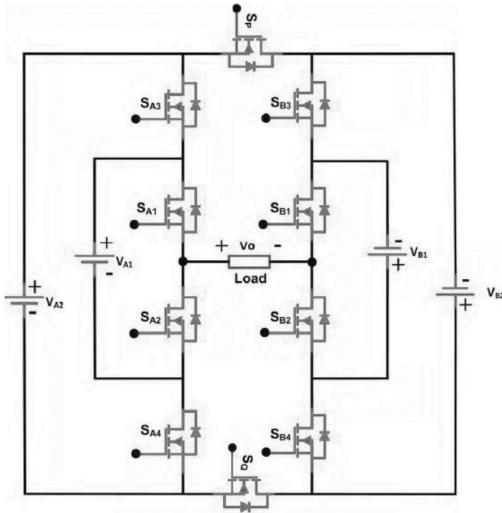 Sp
SA3
SB3
SA1
SB1
+ Vo -
Load
+
VA1
-
-
VB1
+
+
VA2
-
-
VB2
+
SA2
SB2
SA4
SB4
SQ